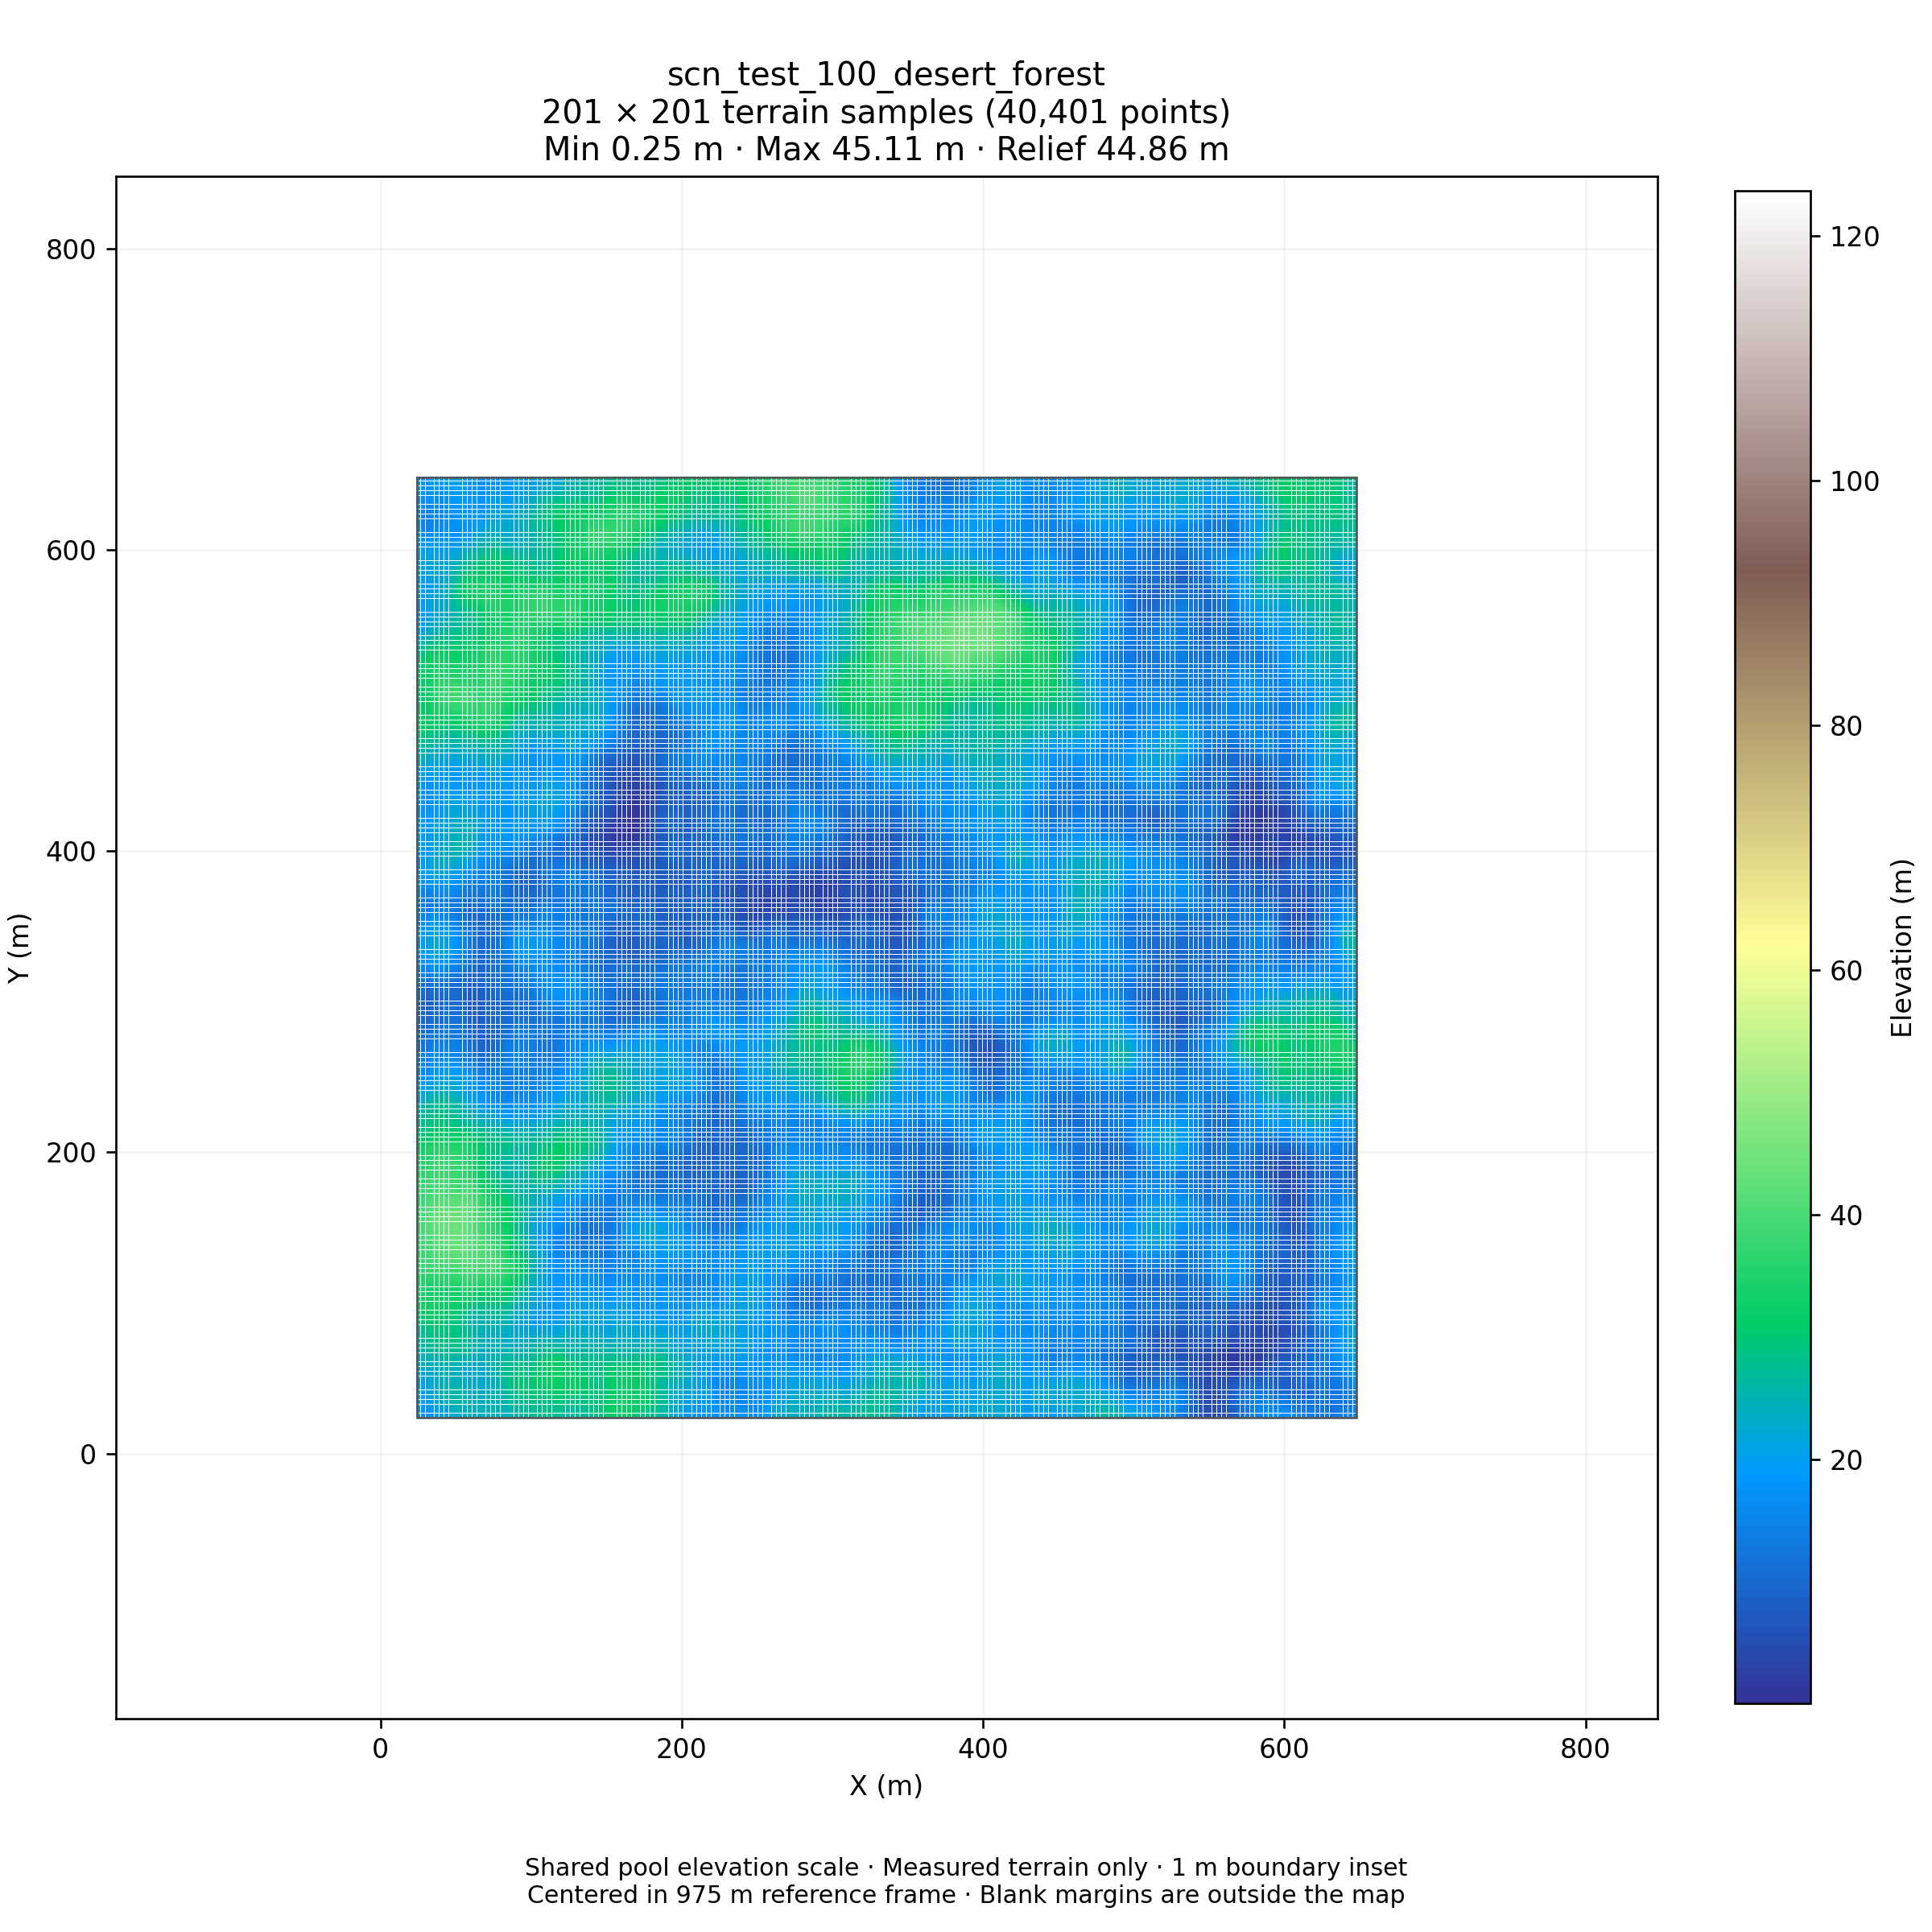 scn_test_100_desert_forest
201 × 201 terrain samples (40,401 points)
Min 0.25 m · Max 45.11 m · Relief 44.86 m
800
600
400
200
0
Y (m)
0
200
400
600
800
X (m)
120
100
80
60
40
20
Elevation (m)
Shared pool elevation scale · Measured terrain only · 1 m boundary inset
Centered in 975 m reference frame · Blank margins are outside the map